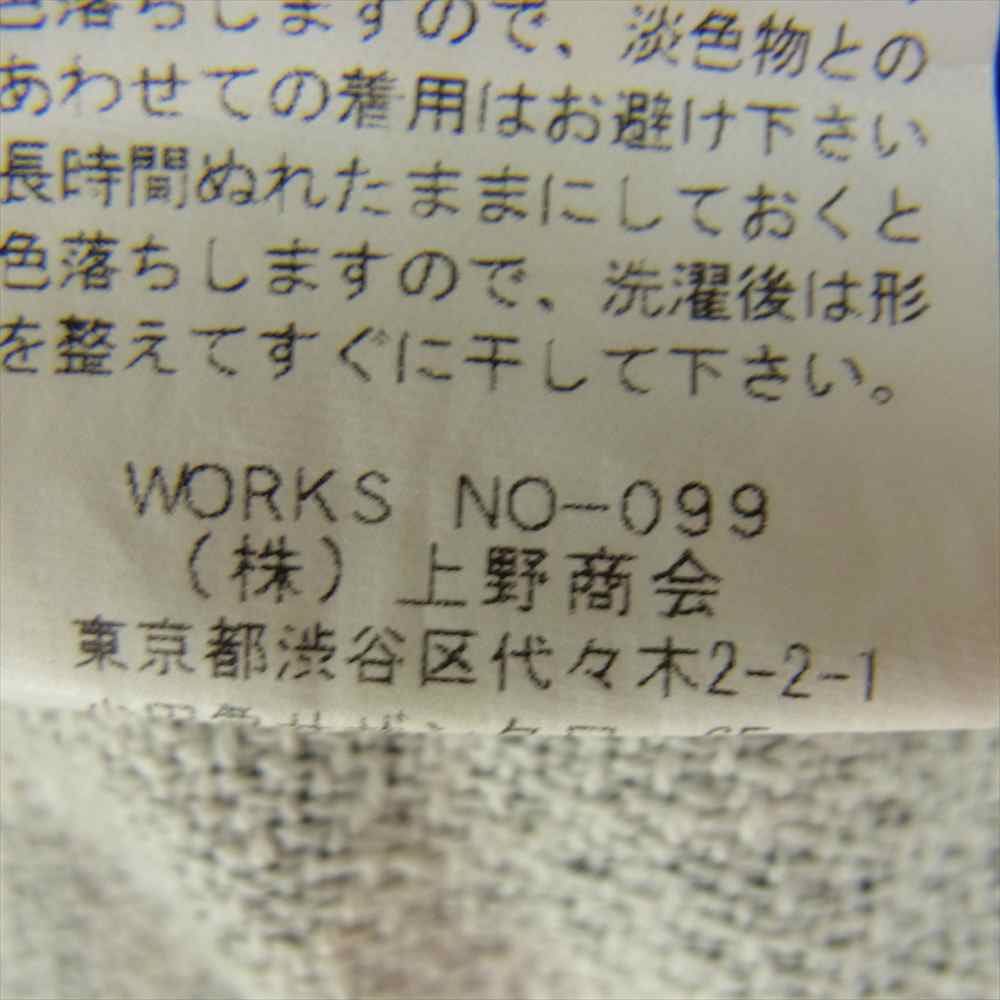 色落ちしますので、淡色物との
あわせての着用はお避け下さい
長時間ぬれたままにしておくと
色落ちしますので、洗濯後は形
を整えてすぐに干して下さい。
WORKS NO-099
(株)上野商会
東京都渋谷区代々木2-2-1